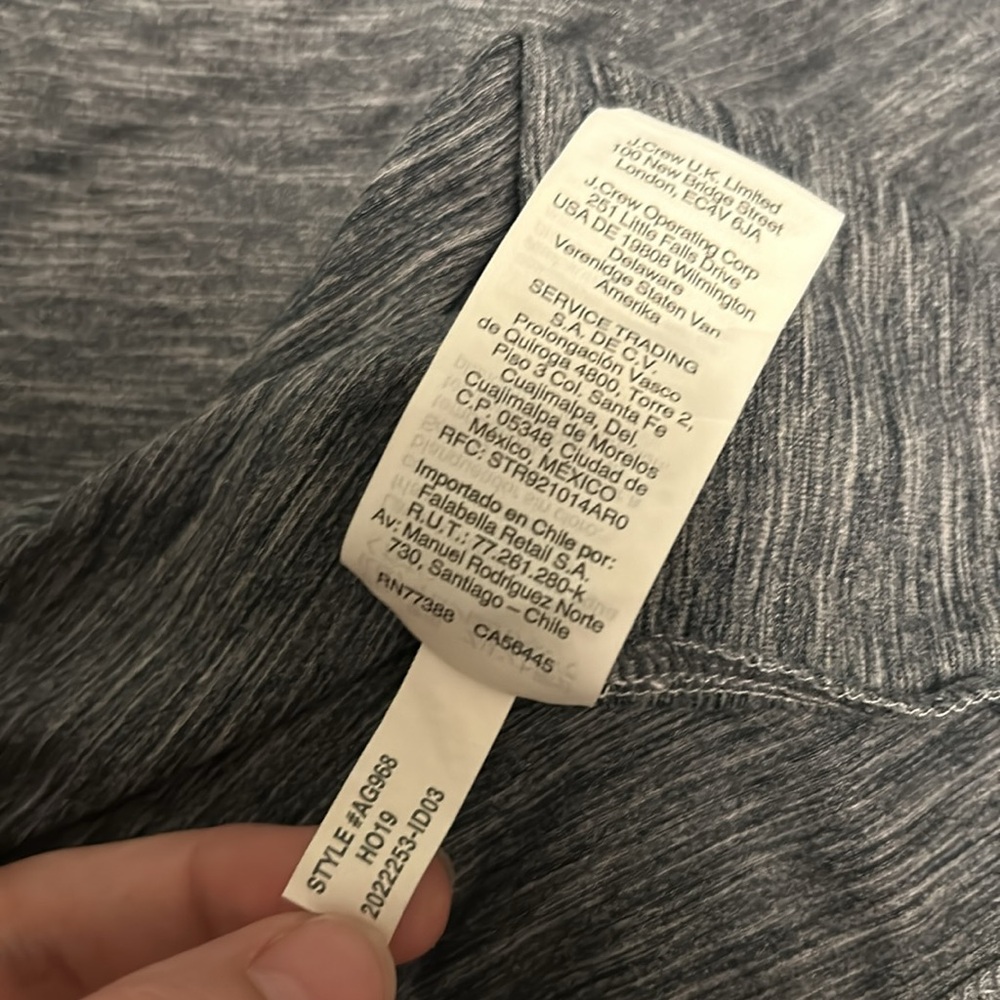 J.Crew U.K. Limited
100 New Bridge Street
London, EC4V 6JA
J.Crew Operating Corp
251 Little Falls Drive
USA DE 19808 Wilmington
Delaware
Verenidge Staten Van
Amerika
SERVICE TRADING
S.A. DE C.V.
Prolongación Vasco
de Quiroga 4800, Torre 2,
Piso 3 Col. Santa Fe
Cuajimalpa, Del.
Cuajimalpa de Morelos
C.P. 05348, Ciudad de
México, MÉXICO
RFC: STR921014AR0
Importado en Chile por:
Falabella Retail S.A.
R.U.T.: 77.261.280-k
Av: Manuel Rodríguez Norte
730, Santiago – Chile
RN77388 CA56445
STYLE #AG968
HO19
2022253-ID03